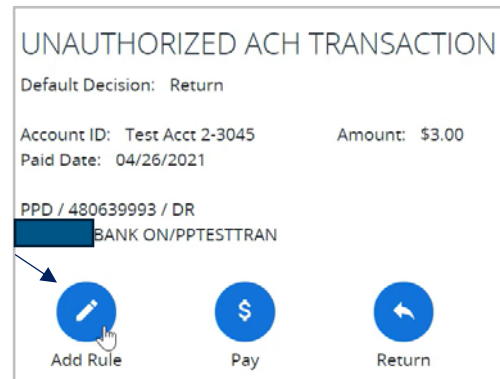 UNAUTHORIZED ACH TRANSACTION
Default Decision: Return
Account ID: Test Acct 2-3045 Amount: $3.00
Paid Date: 04/26/2021
PPD / 480639993 / DR
BANK ON/PPTESTTRAN
$
Add Rule Pay Return